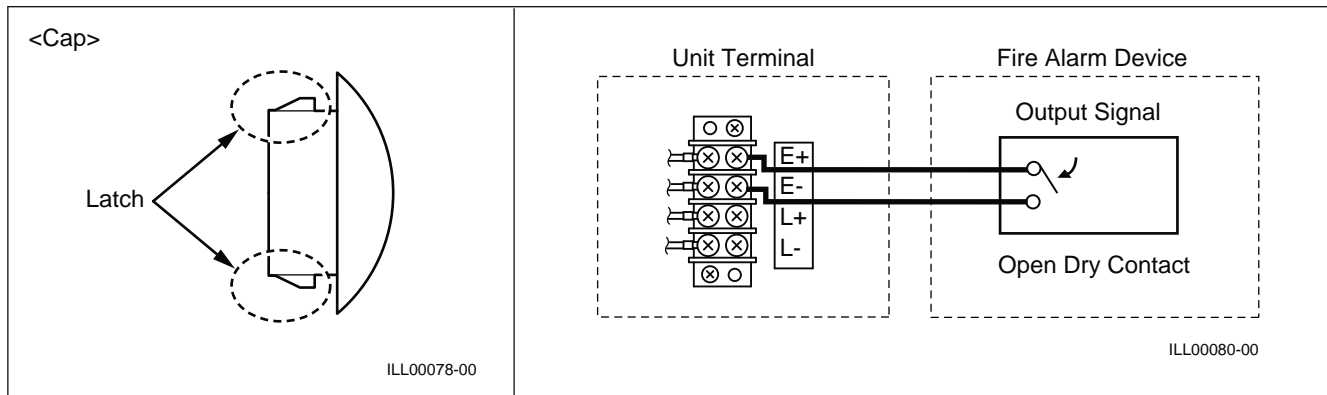 <Cap>
Latch
ILL00078-00
Unit Terminal
Fire Alarm Device
Output Signal
E+
E-
L+
L-
Open Dry Contact
ILL00080-00